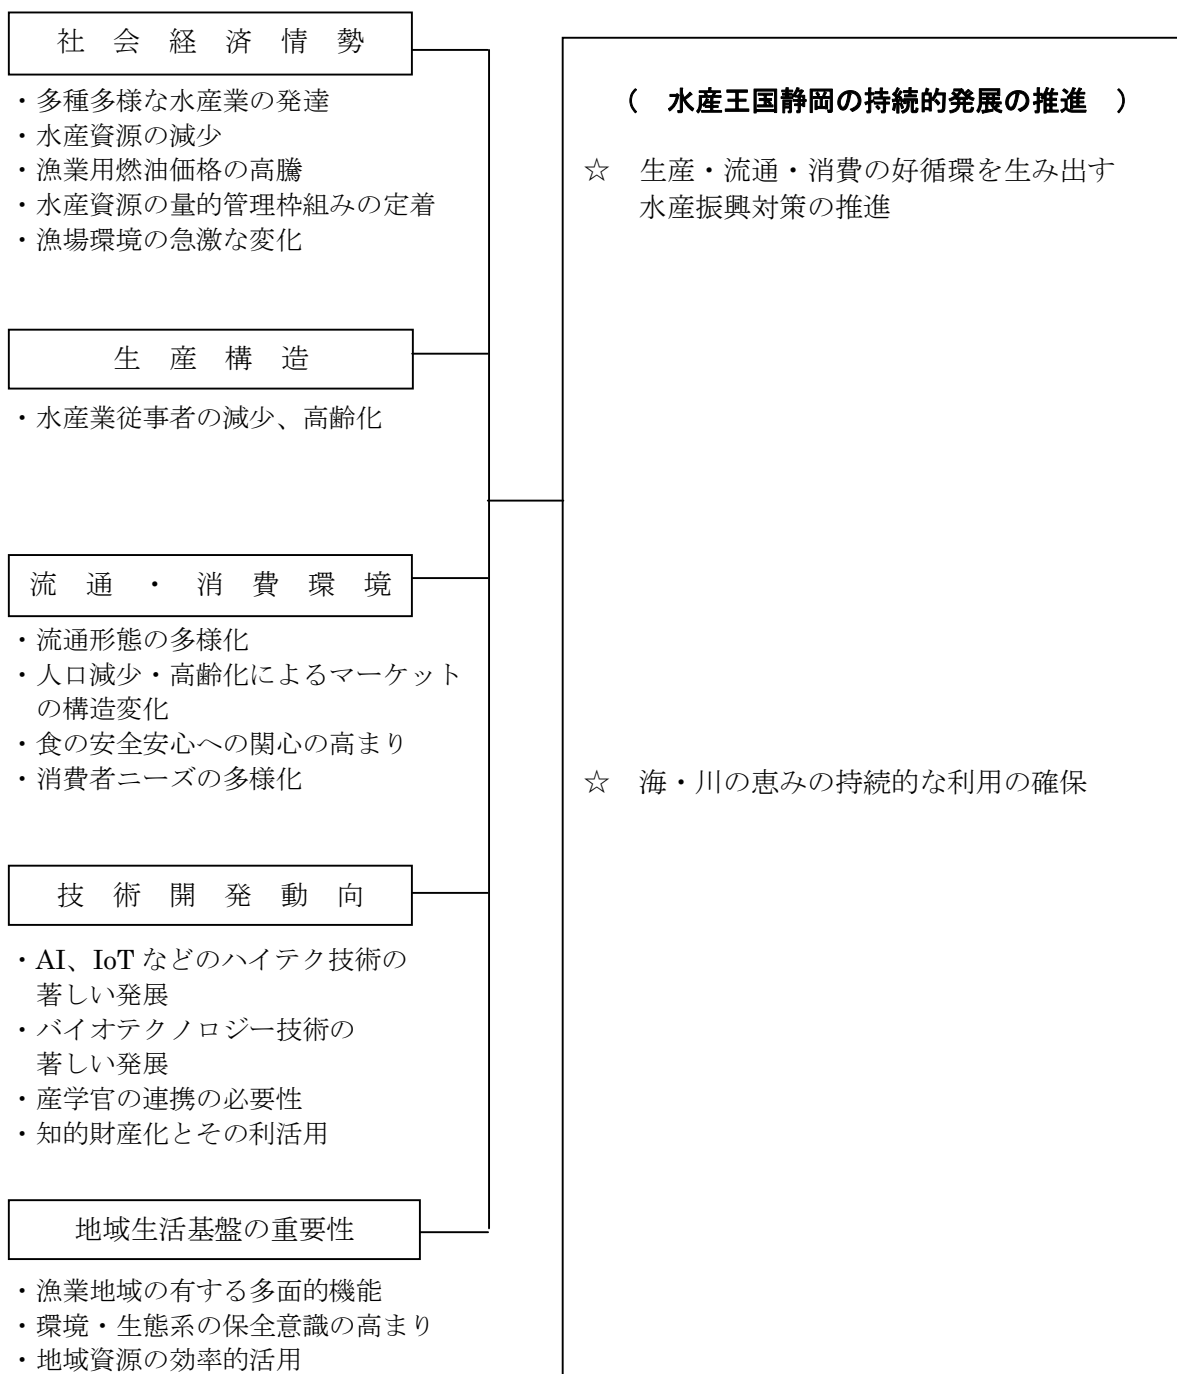 社会経済情勢
・多種多様な水産業の発達
・水産資源の減少
・漁業用燃油価格の高騰
・水産資源の量的管理枠組みの定着
・漁場環境の急激な変化
生産構造
・水産業従事者の減少、高齢化
流通・消費環境
・流通形態の多様化
・人口減少・高齢化によるマーケット
の構造変化
・食の安全安心への関心の高まり
・消費者ニーズの多様化
技術開発動向
・AI、IoT などのハイテク技術の
著しい発展
・バイオテクノロジー技術の
著しい発展
・産学官の連携の必要性
・知的財産化とその利活用
地域生活基盤の重要性
・漁業地域の有する多面的機能
・環境・生態系の保全意識の高まり
・地域資源の効率的活用
（ 水産王国静岡の持続的発展の推進 ）
☆ 生産・流通・消費の好循環を生み出す
水産振興対策の推進
☆ 海・川の恵みの持続的な利用の確保